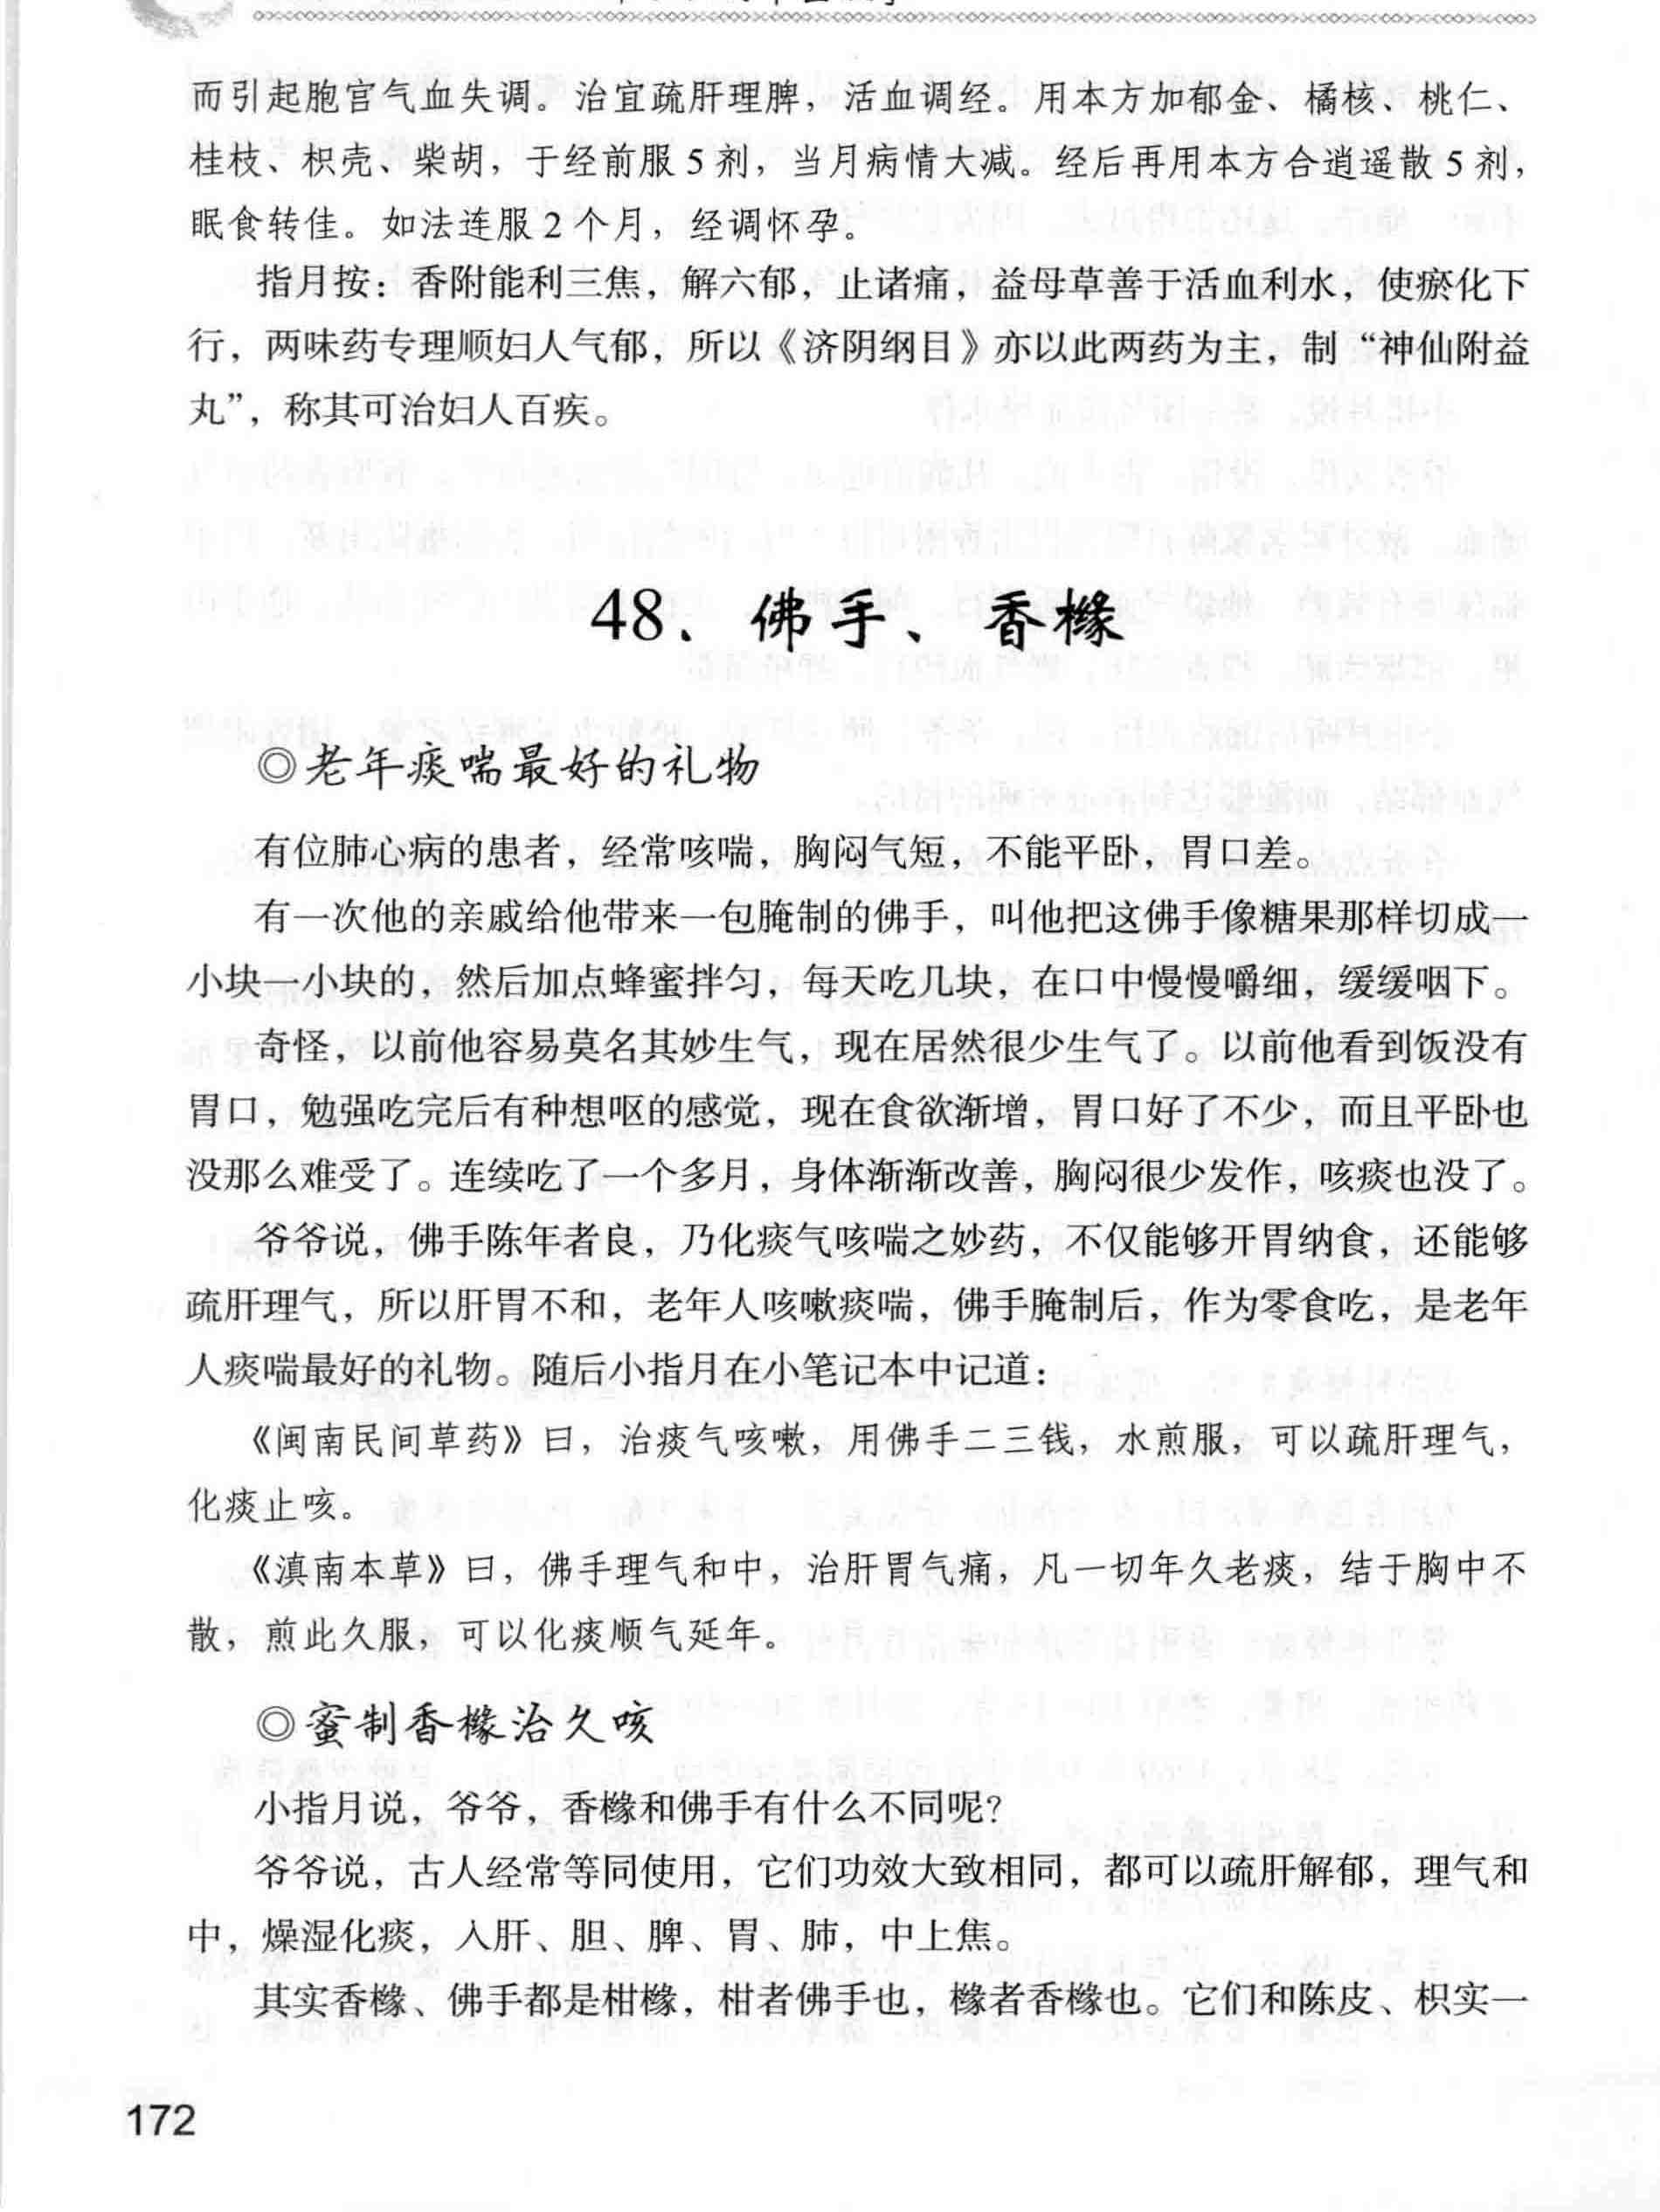 而引起胞宫气血失调。治宜疏肝理脾，活血调经。用本方加郁金、橘核、桃仁、
桂枝、枳壳、柴胡，于经前服 5 剂，当月病情大减。经后再用本方合逍遥散 5 剂，
眠食转佳。如法连服 2 个月，经调怀孕。
指月按：香附能利三焦，解六郁，止诸痛，益母草善于活血利水，使瘀化下
行，两味药专理顺妇人气郁，所以《济阴纲目》亦以此两药为主，制“神仙附益
丸”，称其可治妇人百疾。
48、佛手、香橼
◎老年痰喘最好的礼物
有位肺心病的患者，经常咳喘，胸闷气短，不能平卧，胃口差。
有一次他的亲戚给他带来一包腌制的佛手，叫他把这佛手像糖果那样切成一
小块一小块的，然后加点蜂蜜拌匀，每天吃几块，在口中慢慢嚼细，缓缓咽下。
奇怪，以前他容易莫名其妙生气，现在居然很少生气了。以前他看到饭没有
胃口，勉强吃完后有种想呕的感觉，现在食欲渐增，胃口好了不少，而且平卧也
没那么难受了。连续吃了一个多月，身体渐渐改善，胸闷很少发作，咳痰也没了。
爷爷说，佛手陈年者良，乃化痰气咳喘之妙药，不仅能够开胃纳食，还能够
疏肝理气，所以肝胃不和，老年人咳嗽痰喘，佛手腌制后，作为零食吃，是老年
人痰喘最好的礼物。随后小指月在小笔记本中记道：
《闽南民间草药》曰，治痰气咳嗽，用佛手二三钱，水煎服，可以疏肝理气，
化痰止咳。
《滇南本草》曰，佛手理气和中，治肝胃气痛，凡一切年久老痰，结于胸中不
散，煎此久服，可以化痰顺气延年。
◎蜜制香橼治久咳
小指月说，爷爷，香橼和佛手有什么不同呢？
爷爷说，古人经常等同使用，它们功效大致相同，都可以疏肝解郁，理气和
中，燥湿化痰，入肝、胆、脾、胃、肺，中上焦。
其实香橼、佛手都是柑橼，柑者佛手也，橼者香橼也。它们和陈皮、枳实一
172